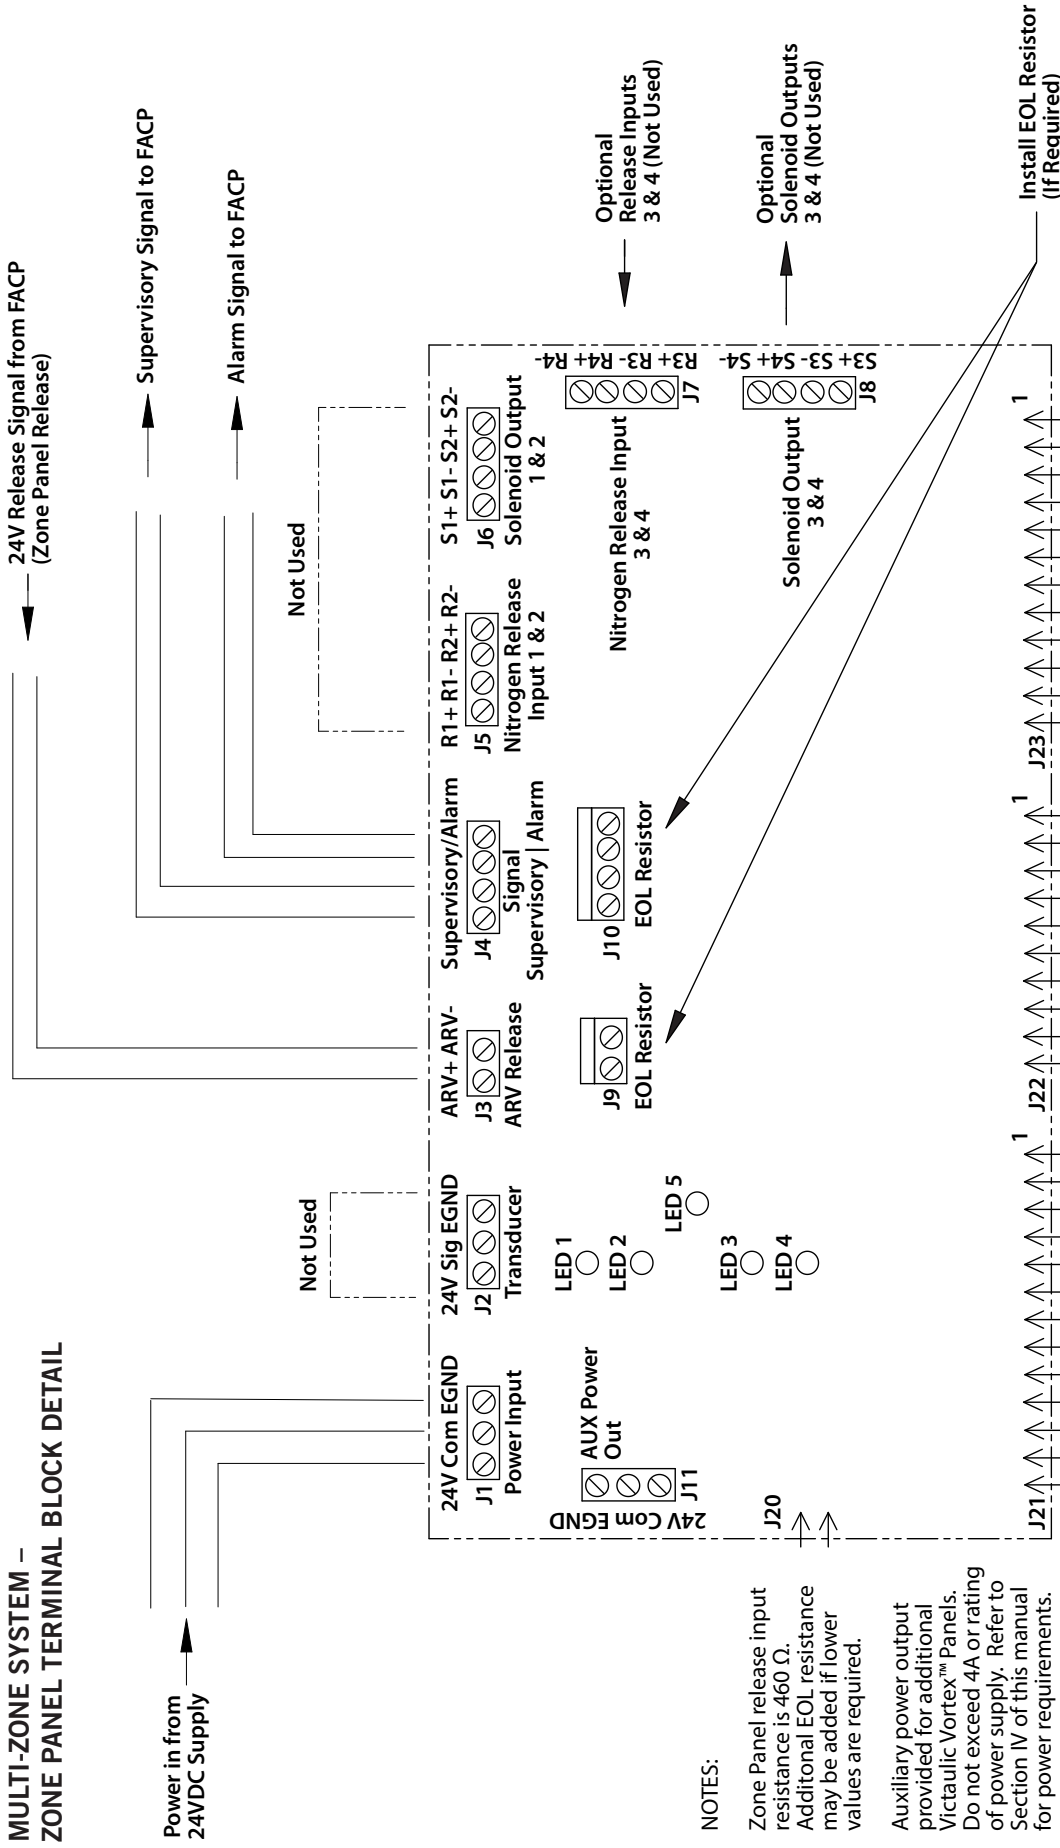 MULTI-ZONE SYSTEM –
ZONE PANEL TERMINAL BLOCK DETAIL
Power in from
24VDC Supply
24V Release Signal from FACP
(Zone Panel Release)
Supervisory Signal to FACP
Alarm Signal to FACP
Not Used
Not Used
24V Com EGND
J1
Power Input
24V Sig EGND
J2
Transducer
ARV+ ARV-
J3
ARV Release
Supervisory/Alarm
J4
Signal
Supervisory | Alarm
R1+ R1- R2+ R2-
J5
Nitrogen Release
Input 1 & 2
S1+ S1- S2+ S2-
J6
Solenoid Output
1 & 2
R3+ R3- R4+ R4-
J7
Nitrogen Release Input
3 & 4
Optional
Release Inputs
3 & 4 (Not Used)
S3+ S3- S4+ S4-
J8
Solenoid Output
3 & 4
Optional
Solenoid Outputs
3 & 4 (Not Used)
J9
EOL Resistor
J10
EOL Resistor
Install EOL Resistor
(If Required)
24V Com EGND
J11
AUX Power
Out
LED 1
LED 2
LED 5
LED 3
LED 4
J20
J21
1
J22
1
J23
1
NOTES:
Zone Panel release input
resistance is 460 Ω.
Additonal EOL resistance
may be added if lower
values are required.
Auxiliary power output
provided for additional
Victaulic Vortex™ Panels.
Do not exceed 4A or rating
of power supply. Refer to
Section IV of this manual
for power requirements.